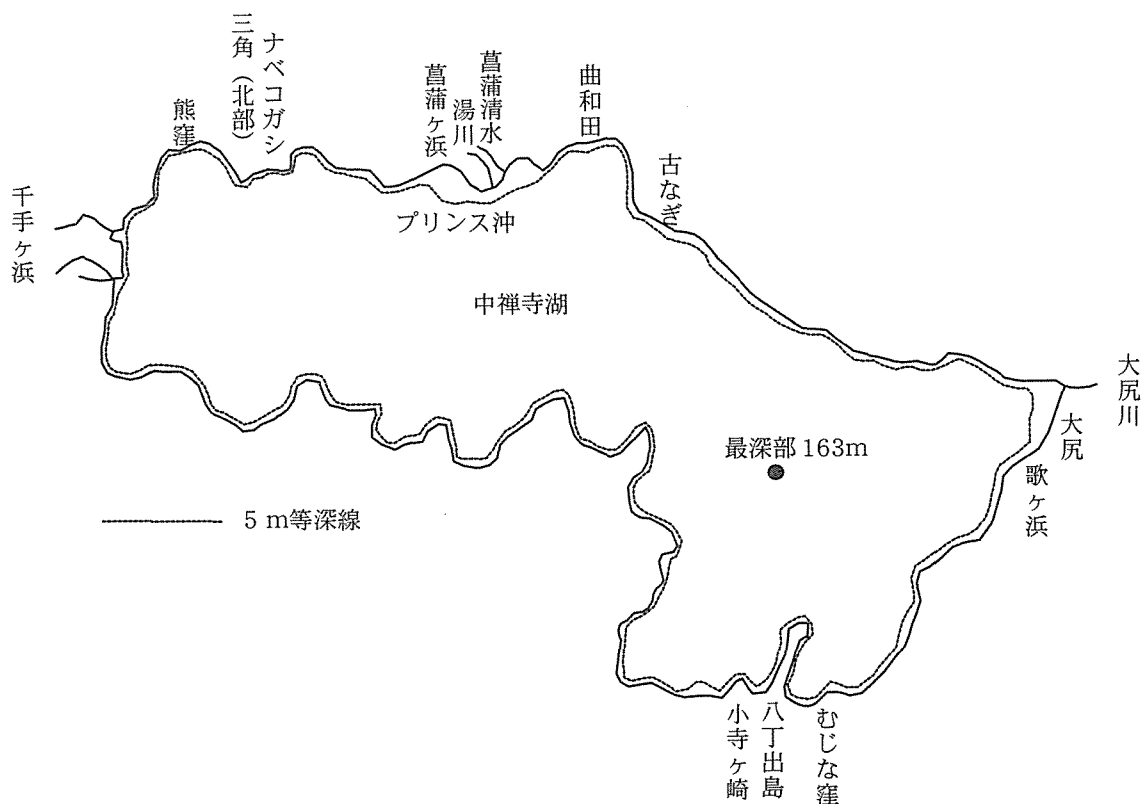 千手ヶ浜
熊窪
三角（北部）
ナベコガシ
菖蒲ヶ浜
湯川
菖蒲清水
曲和田
古なぎ
プリンス沖
中禅寺湖
大尻川
大尻
歌ヶ浜
最深部 163m
5 m等深線
小寺ヶ崎
八丁出島
むじな窪